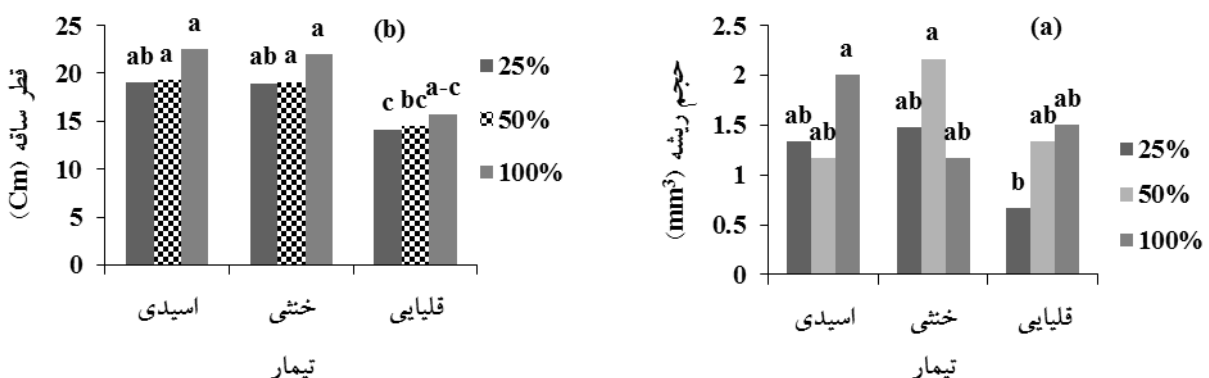 (b)
قطر ساقه (Cm)
25
20
15
10
5
0
ab a a
ab a a
c bc a-c
25%
50%
100%
اسیدی خنثی قلیایی
تیمار
(a)
حجم ریشه (mm³)
2.5
2
1.5
1
0.5
0
ab ab a
ab a ab
b ab ab
25%
50%
100%
اسیدی خنثی قلیایی
تیمار